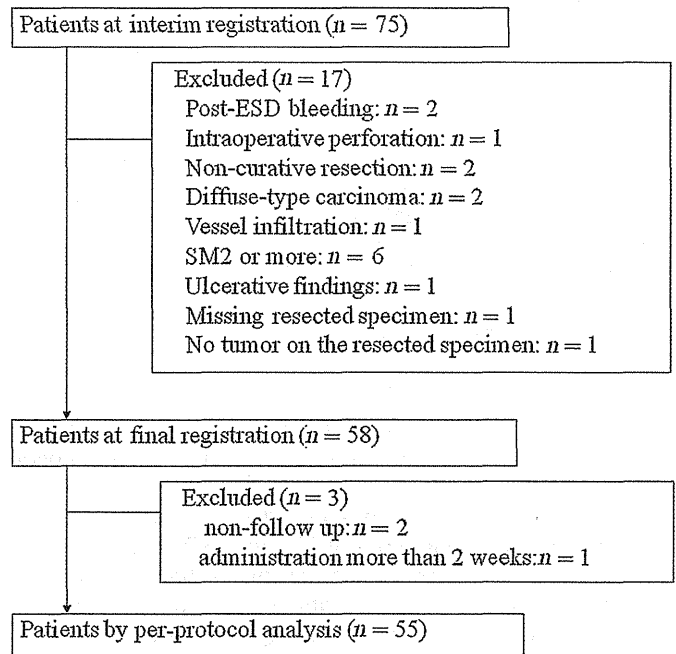 Patients at interim registration (n = 75)
Excluded (n = 17)
Post-ESD bleeding: n = 2
Intraoperative perforation: n = 1
Non-curative resection: n = 2
Diffuse-type carcinoma: n = 2
Vessel infiltration: n = 1
SM2 or more: n = 6
Ulcerative findings: n = 1
Missing resected specimen: n = 1
No tumor on the resected specimen: n = 1
Patients at final registration (n = 58)
Excluded (n = 3)
non-follow up:n = 2
administration more than 2 weeks:n = 1
Patients by per-protocol analysis (n = 55)